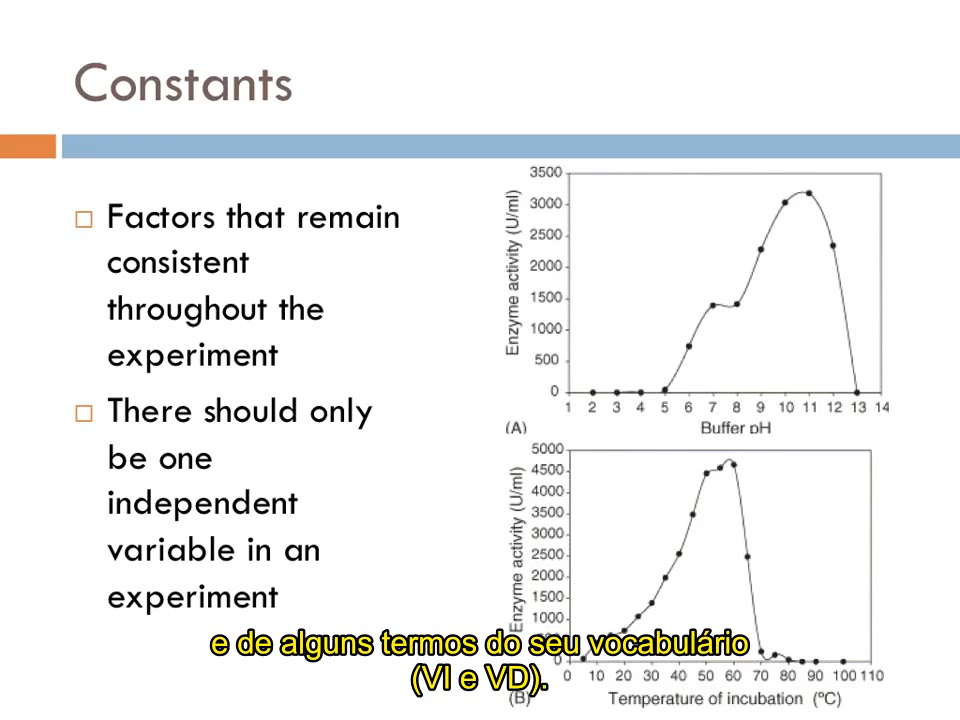 Constants
Factors that remain
consistent
throughout the
experiment
There should only
be one
independent
variable in an
experiment
3500
3000
2500
2000
1500
1000
500
0
Enzyme activity (U/ml)
1 2 3 4 5 6 7 8 9 10 11 12 13 14
(A) Buffer pH
5000
4500
4000
3500
3000
2500
2000
1500
1000
Enzyme activity (U/ml)
0 10 20 30 40 50 60 70 80 90 100 110
(B) Temperature of incubation (ºC)
e de alguns termos do seu vocabulário
(VI e VD).